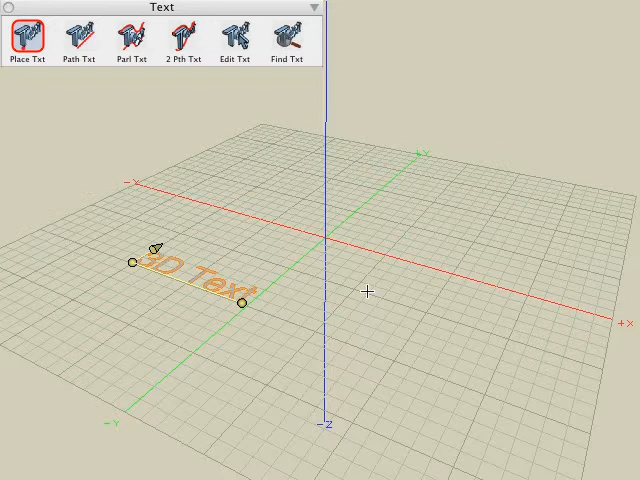 Text
Place Txt
Path Txt
Parl Txt
2 Pth Txt
Edit Txt
Find Txt
+Y
-X
3D Text
+X
-Y
-Z